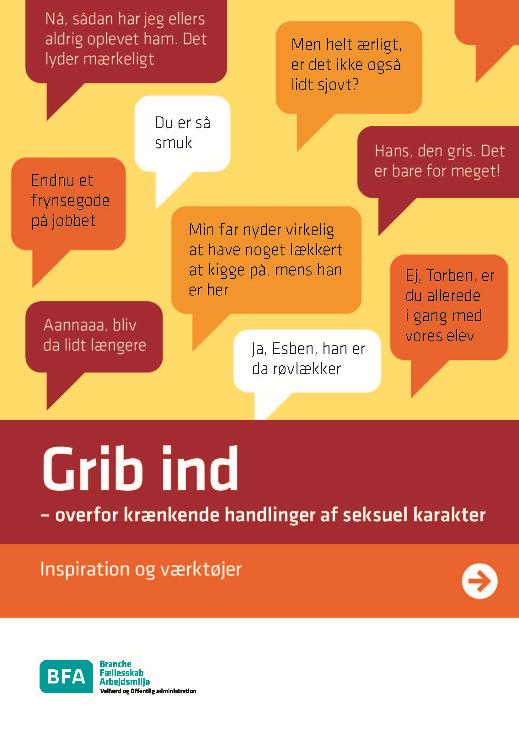 Nå, sådan har jeg ellers
aldrig oplevet ham. Det
lyder mærkeligt
Men helt ærligt,
er det ikke også
lidt sjovt?
Du er så
smuk
Hans, den gris. Det
er bare for meget!
Endnu et
frynsegode
på jobbet
Min far nyder virkelig
at have noget lækkert
at kigge på, mens han
er her
Ej, Torben, er
du allerede
i gang med
vores elev
Aannaaa, bliv
da lidt længere
Ja, Esben, han er
da røvlækker
Grib ind
– overfor krænkende handlinger af seksuel karakter
Inspiration og værktøjer
BFA
Branche
Fællesskab
Arbejdsmiljø
Velfærd og Offentlig administration